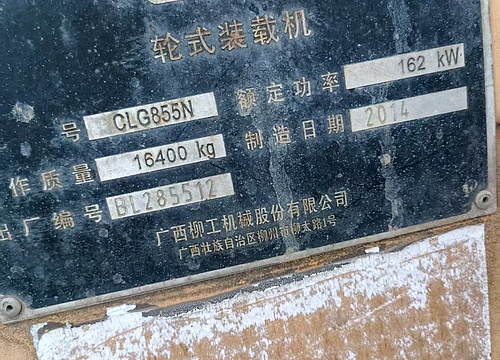 轮式装载机
号 CLG855N 额定功率 162 kW
作质量 16400 kg 制造日期 2014
出厂编号 BL285512
广西柳工机械股份有限公司
广西壮族自治区柳州市柳太路1号